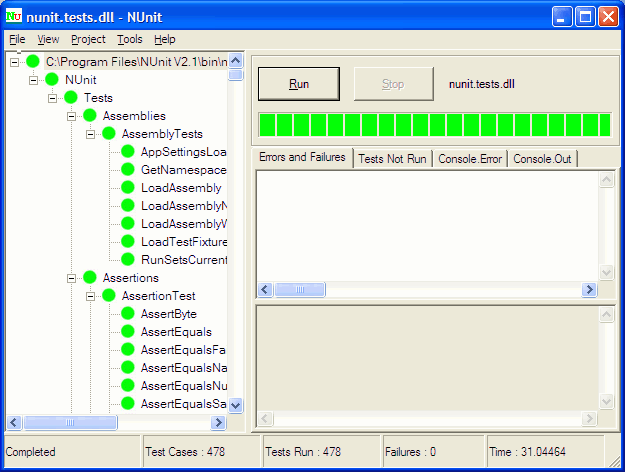 nunit.tests.dll - NUnit
File View Project Tools Help
C:\Program Files\NUnit V2.1\bin\n
NUnit
Tests
Assemblies
AssemblyTests
AppSettingsLoa
GetNamespace
LoadAssembly
LoadAssemblyN
LoadAssemblyW
LoadTestFixture
RunSetsCurrent
Assertions
AssertionTest
AssertByte
AssertEquals
AssertEqualsFa
AssertEqualsNa
AssertEqualsNu
AssertEqualsSa
Run Stop nunit.tests.dll
Errors and Failures Tests Not Run Console.Error Console.Out
Completed Test Cases : 478 Tests Run : 478 Failures : 0 Time : 31.04464